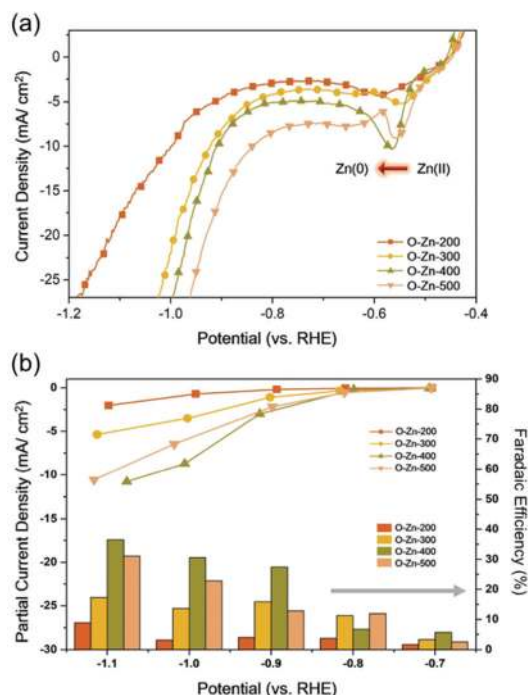 (a)
0
-5
-10
-15
-20
-25
Current Density (mA/ cm²)
Zn(0) Zn(II)
O-Zn-200
O-Zn-300
O-Zn-400
O-Zn-500
-1.2 -1.0 -0.8 -0.6 -0.4
Potential (vs. RHE)
(b)
0
-5
-10
-15
-20
-25
-30
Partial Current Density (mA/ cm²)
O-Zn-200
O-Zn-300
O-Zn-400
O-Zn-500
O-Zn-200
O-Zn-300
O-Zn-400
O-Zn-500
90
80
70
60
50
40
30
20
10
0
Faradaic Efficiency (%)
-1.1 -1.0 -0.9 -0.8 -0.7
Potential (vs. RHE)